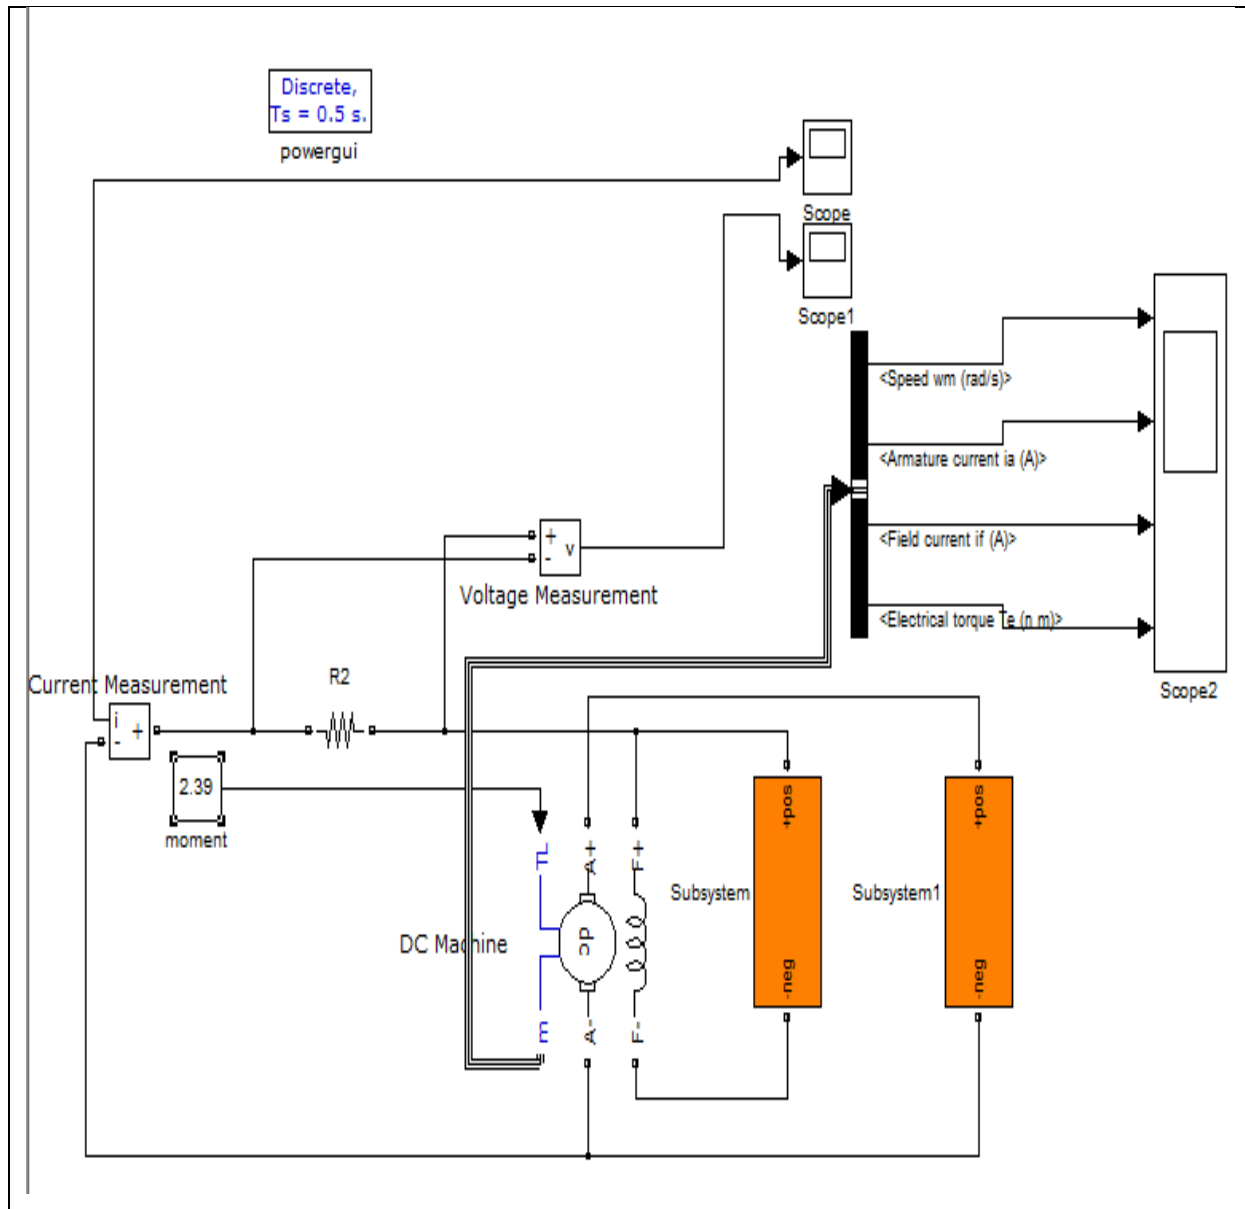 Discrete,
Ts = 0.5 s.
powergui
Scope
Scope1
<Speed wm (rad/s)>
<Armature current ia (A)>
<Field current if (A)>
<Electrical torque Te (n m)>
Scope2
+
-
v
Voltage Measurement
Current Measurement
i
+
-
R2
2.39
moment
TL
A+
F+
+pos
+pos
Subsystem
Subsystem1
DC Machine
dc
m
A-
F-
-neg
-neg